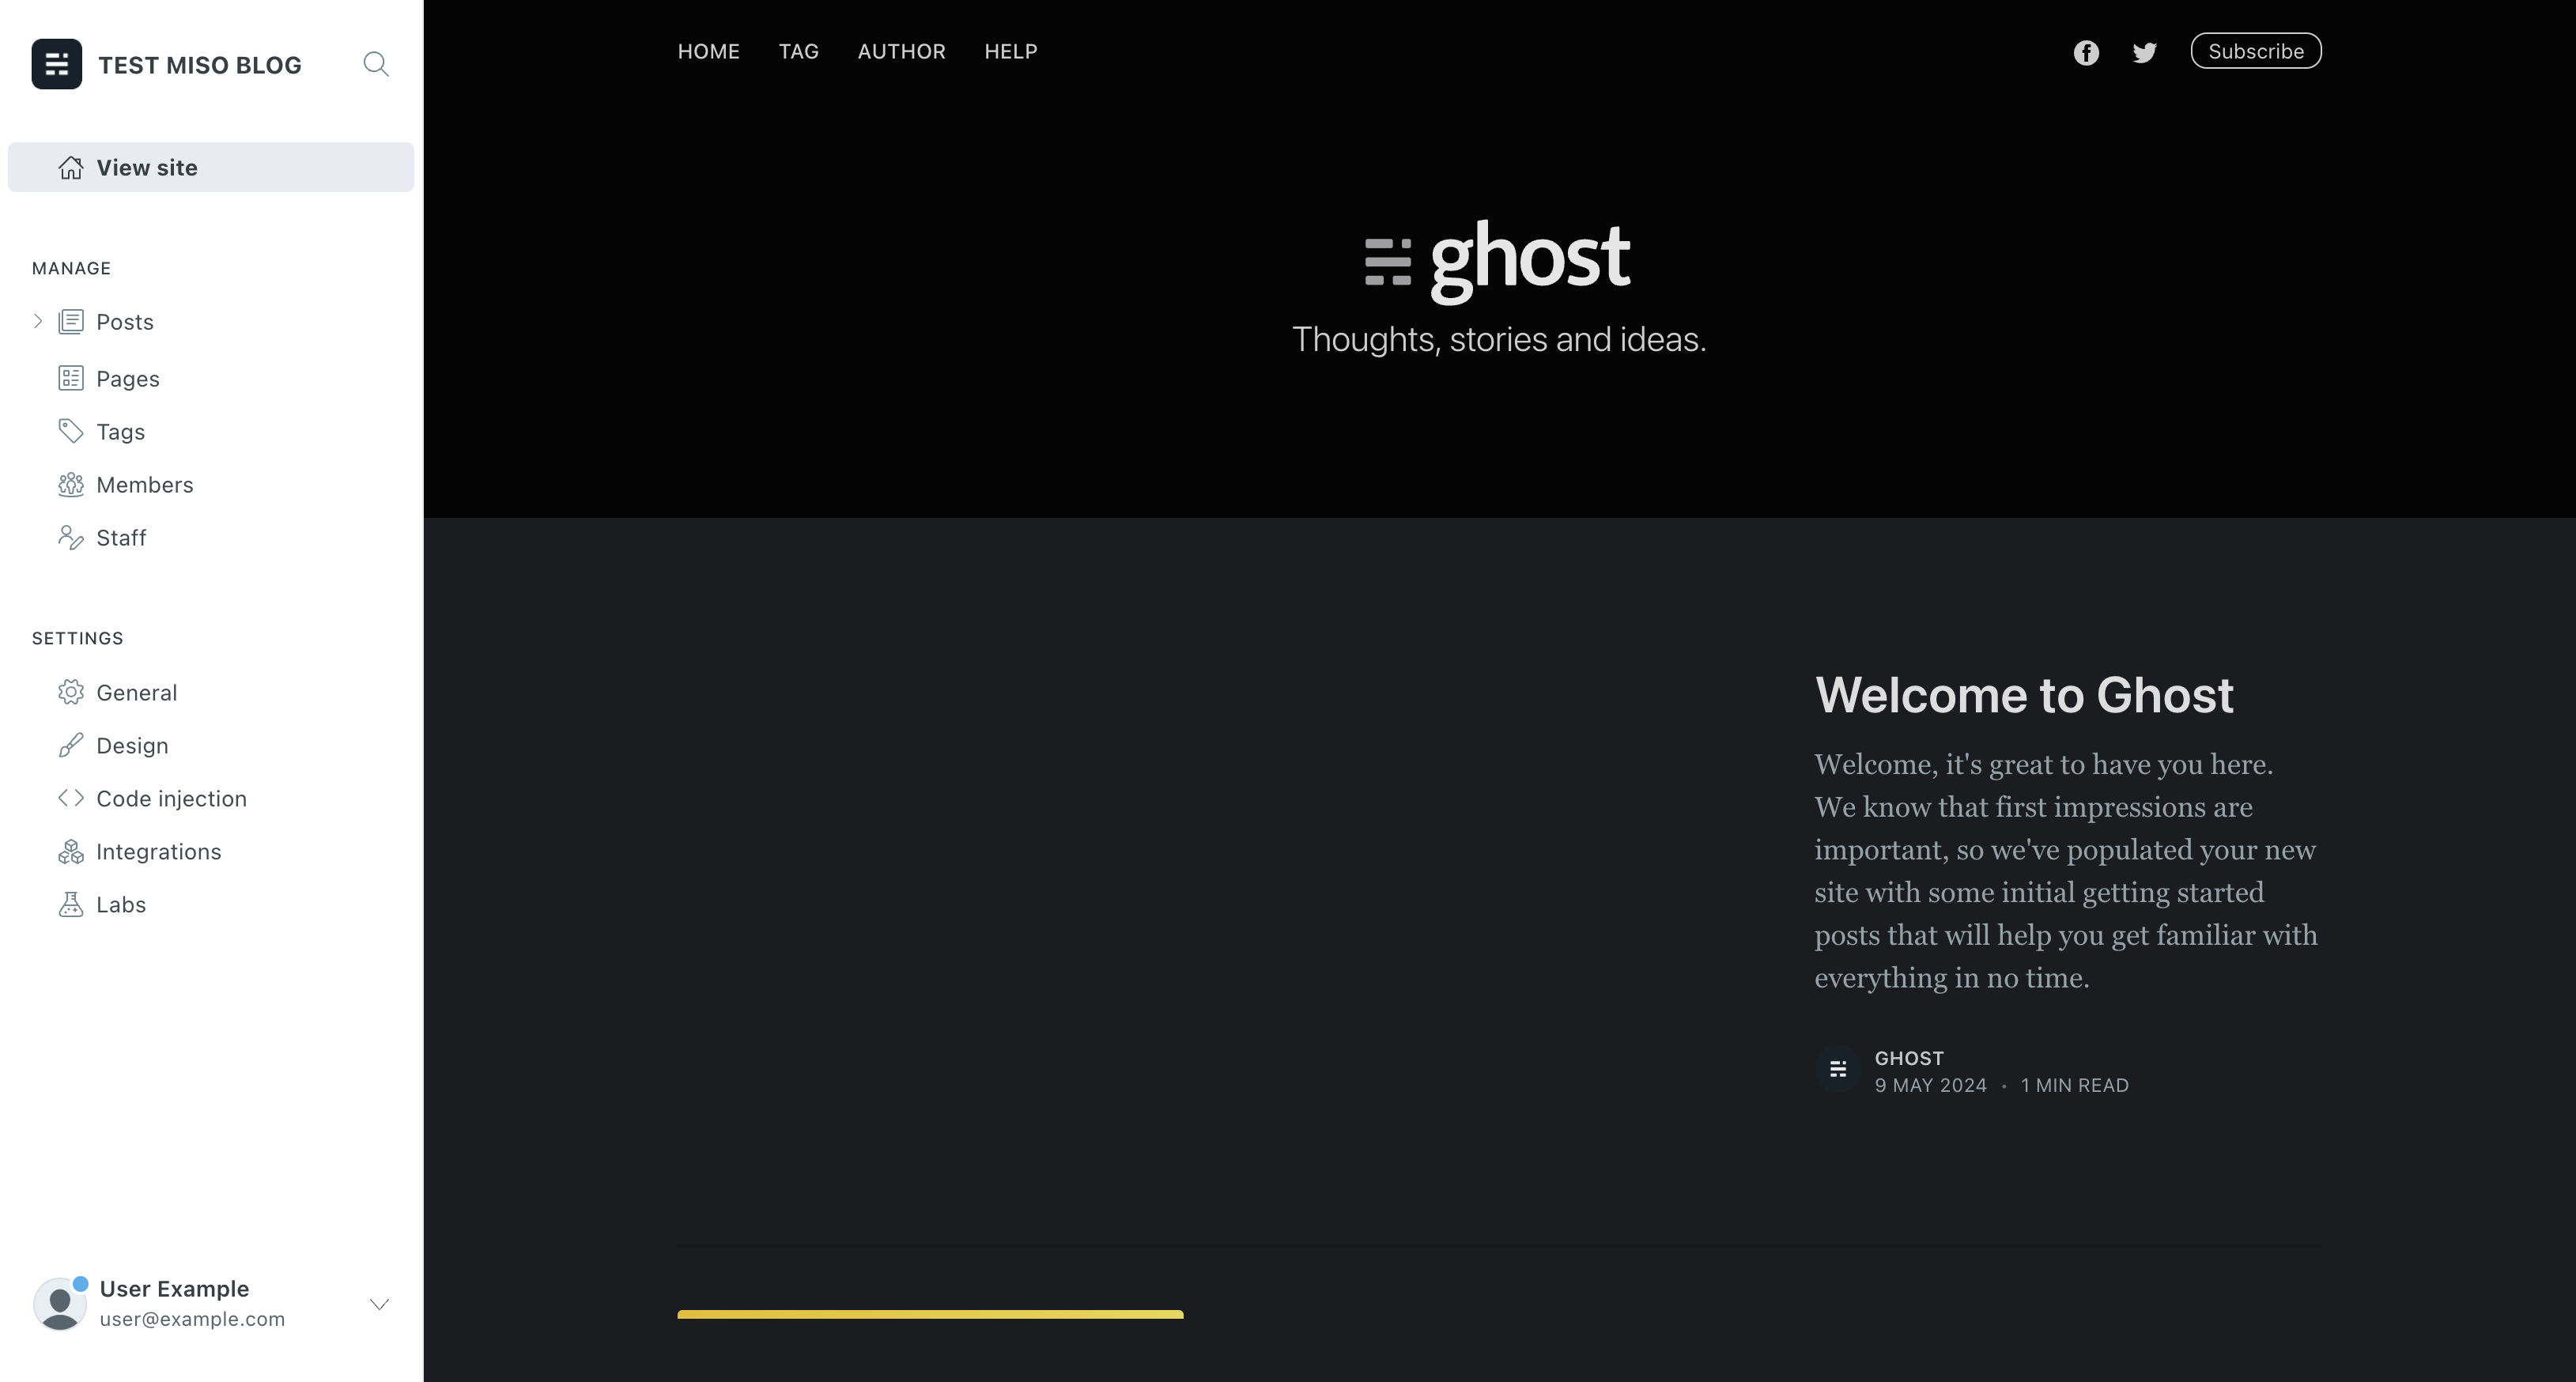 TEST MISO BLOG
View site
MANAGE
Posts
Pages
Tags
Members
Staff
SETTINGS
General
Design
Code injection
Integrations
Labs
User Example
user@example.com
HOME TAG AUTHOR HELP
Subscribe
ghost
Thoughts, stories and ideas.
Welcome to Ghost
Welcome, it's great to have you here.
We know that first impressions are
important, so we've populated your new
site with some initial getting started
posts that will help you get familiar with
everything in no time.
GHOST
9 MAY 2024 • 1 MIN READ